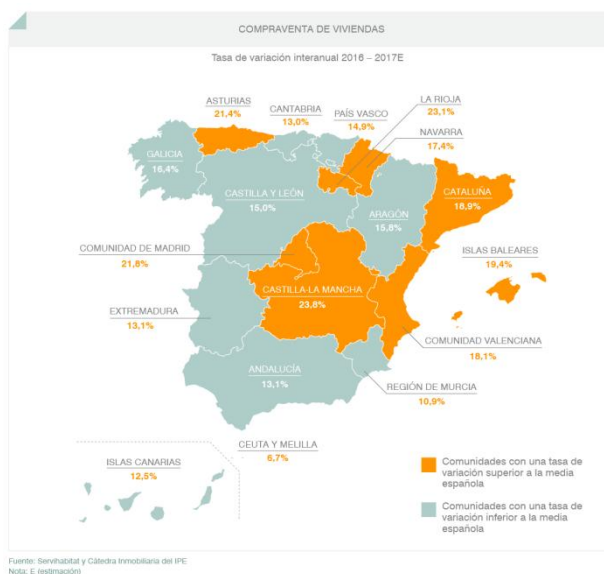 COMPRAVENTA DE VIVIENDAS
Tasa de variación interanual 2016 – 2017E
LA RIOJA
23,1%
ASTURIAS
21,4%
CANTABRIA
13,0%
PAÍS VASCO
14,9%
NAVARRA
17,4%
GALICIA
16,4%
CASTILLA Y LEÓN
15,0%
CATALUÑA
18,9%
ARAGÓN
15,8%
COMUNIDAD DE MADRID
21,8%
ISLAS BALEARES
19,4%
CASTILLA-LA MANCHA
23,8%
EXTREMADURA
13,1%
COMUNIDAD VALENCIANA
18,1%
ANDALUCÍA
13,1%
REGIÓN DE MURCIA
10,9%
CEUTA Y MELILLA
6,7%
ISLAS CANARIAS
12,5%
Comunidades con una tasa de
variación superior a la media
española
Comunidades con una tasa de
variación inferior a la media
española
Fuente: Servihabitat y Cátedra Inmobiliaria del IPE
Nota: E (estimación)